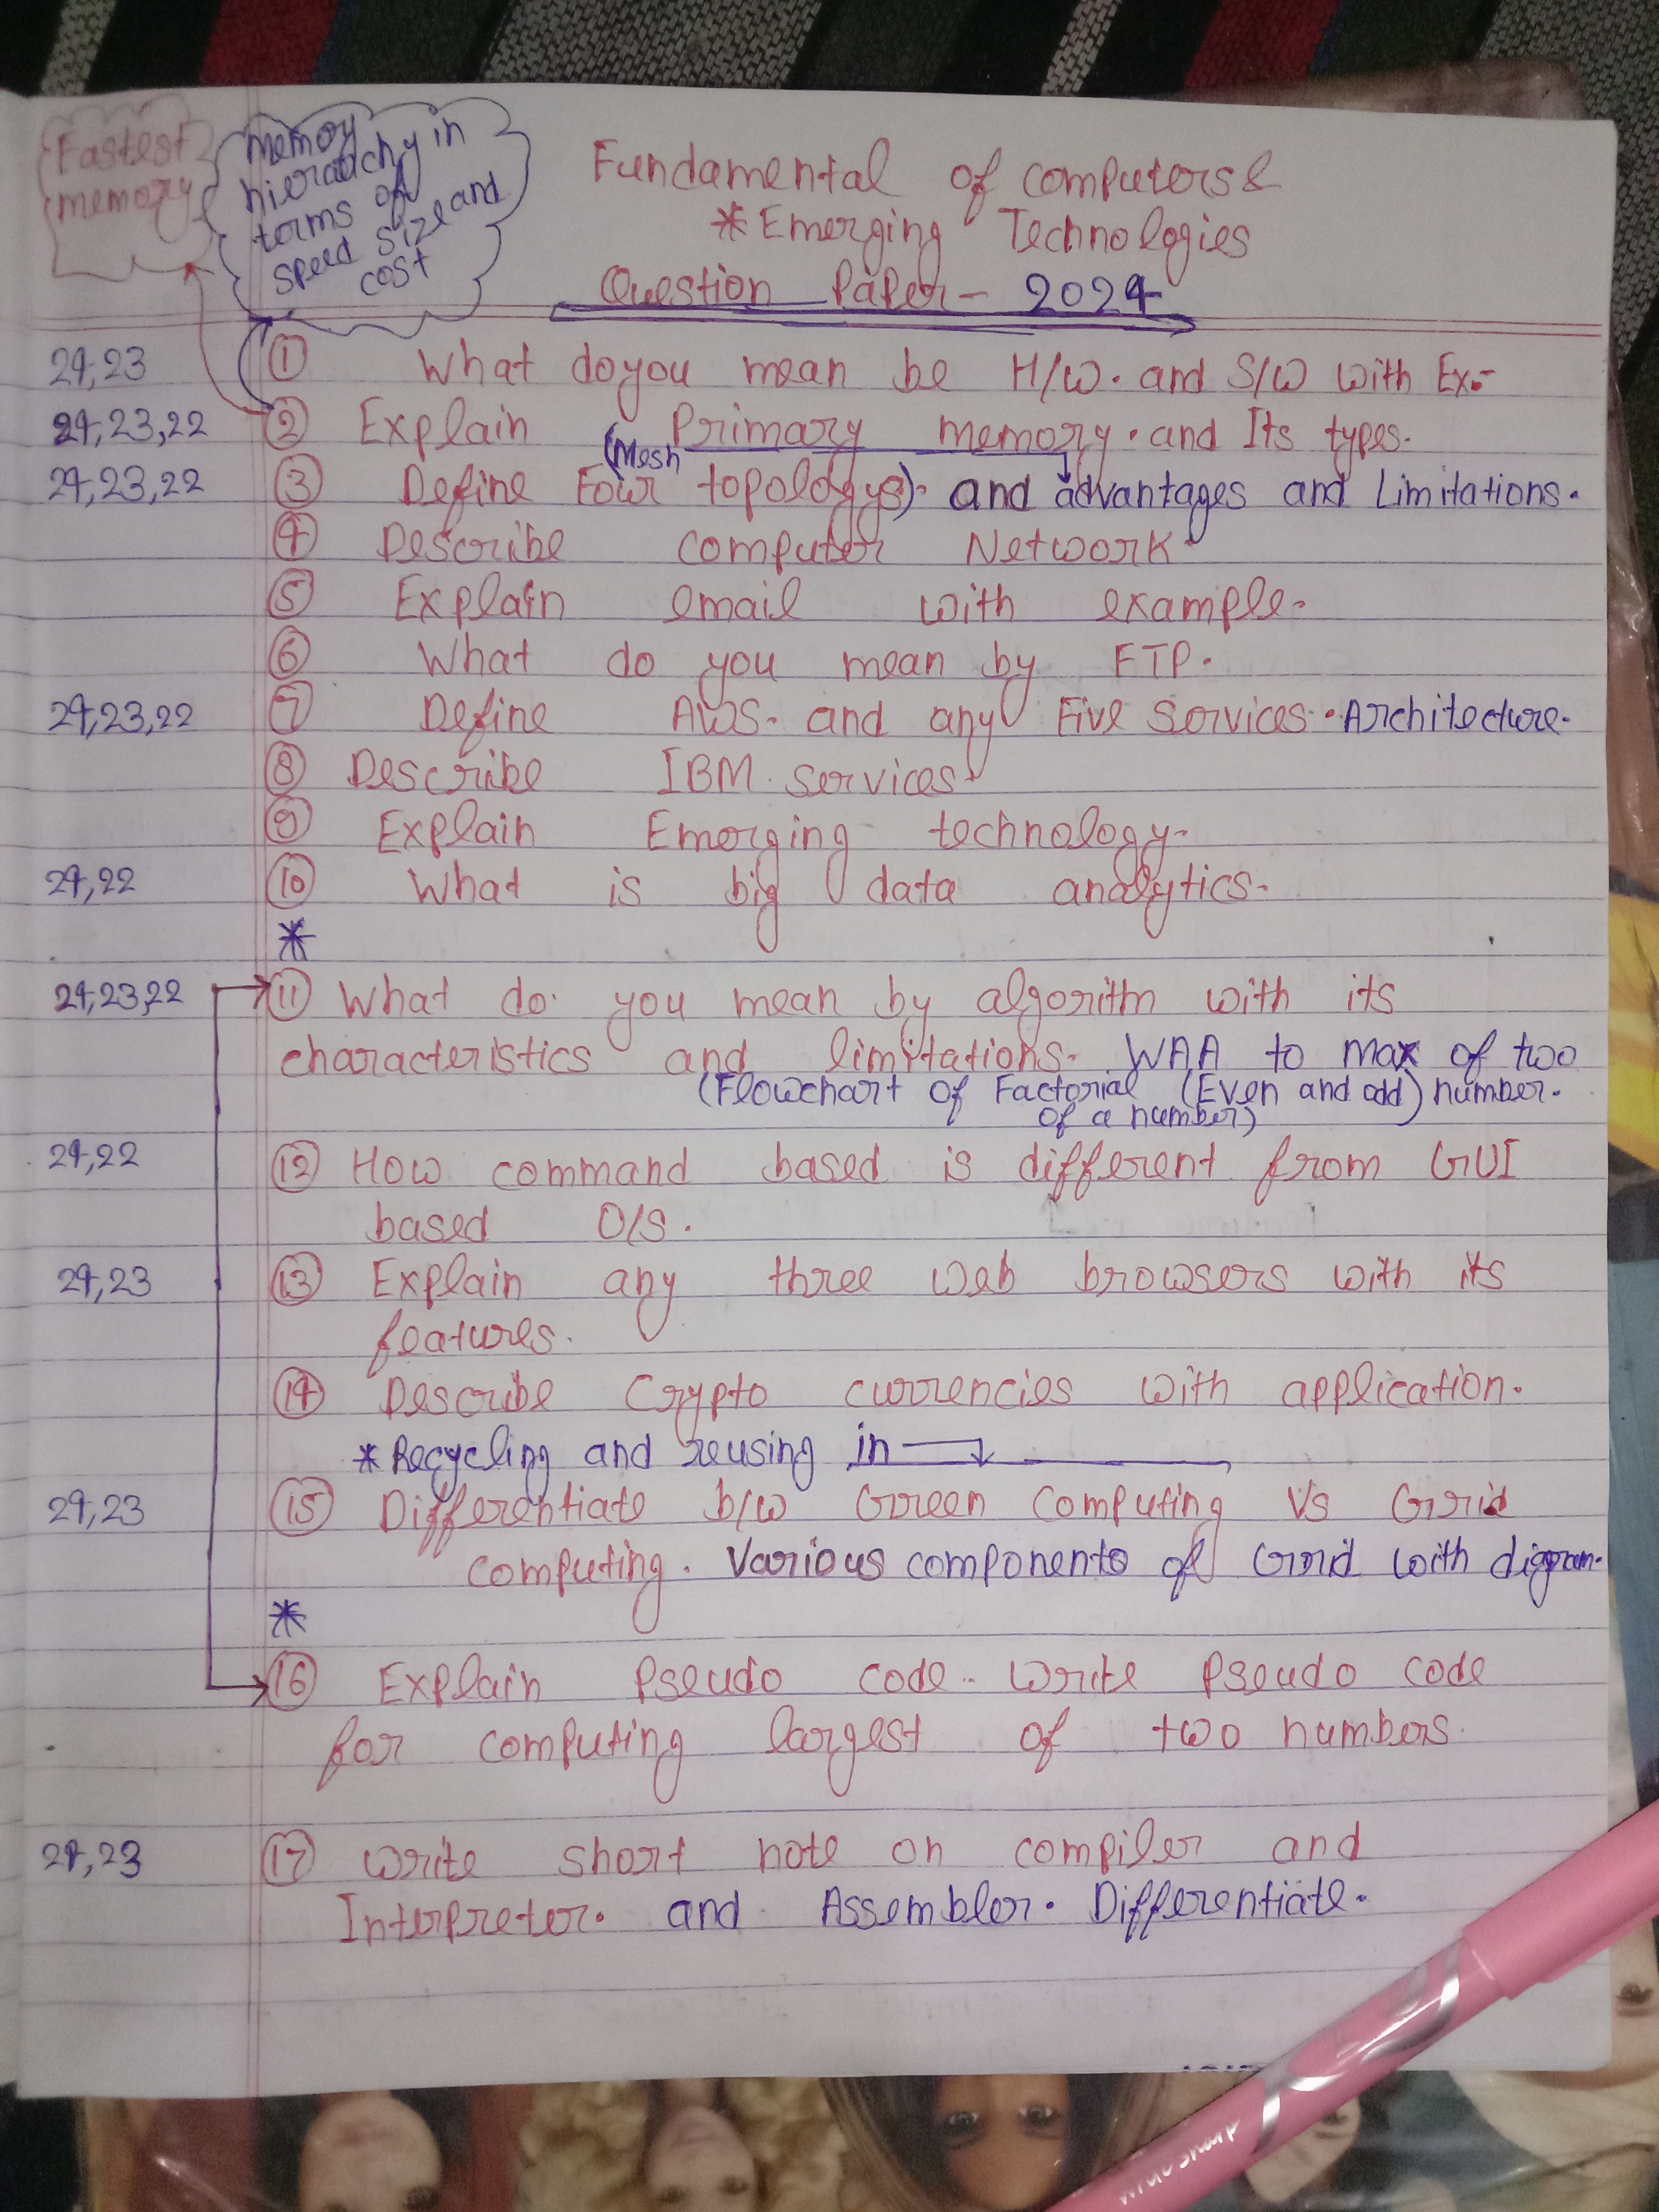 Fastest
memory
memory
hierauchy in
terms of
speed size and
cost
Fundamental of computers &
* Emerging Technologies
Question Paper - 2024
24,23 ① What do you mean be H/W. and S/W with Ex:-
24,23,22 ② Explain Primary memory. and Its types.
(Mesh
24,23,22 ③ Define Four topologys). and advantages and Limitations.
④ Describe computer Network.
⑤ Explain email with example.
⑥ What do you mean by FTP.
24,23,22 ⑦ Define AWS. and any Five Services. Architecture.
⑧ Describe IBM services
⑨ Explain Emerging technology.
24,22 ⑩ What is big data analytics.
*
24,23,22 ⑪ What do you mean by algorithm with its
characteristics and limitations. WAA to max of two
(Flowchart of Factorial (Even and odd) number.
of a number)
24,22 ⑫ How command based is different from GUI
based O/S.
24,23 ⑬ Explain any three web browsers with its
features.
⑭ Describe Crypto currencies with application.
* Recycling and reusing in
24,23 ⑮ Differentiate b/w Green Computing Vs Grid
computing. Various components of Grid with digram.
*
⑯ Explain Pseudo code. Write Pseudo code
for computing largest of two numbers.
24,23 ⑰ Write short note on compiler and
Interpreter. and Assembler. Differentiate.